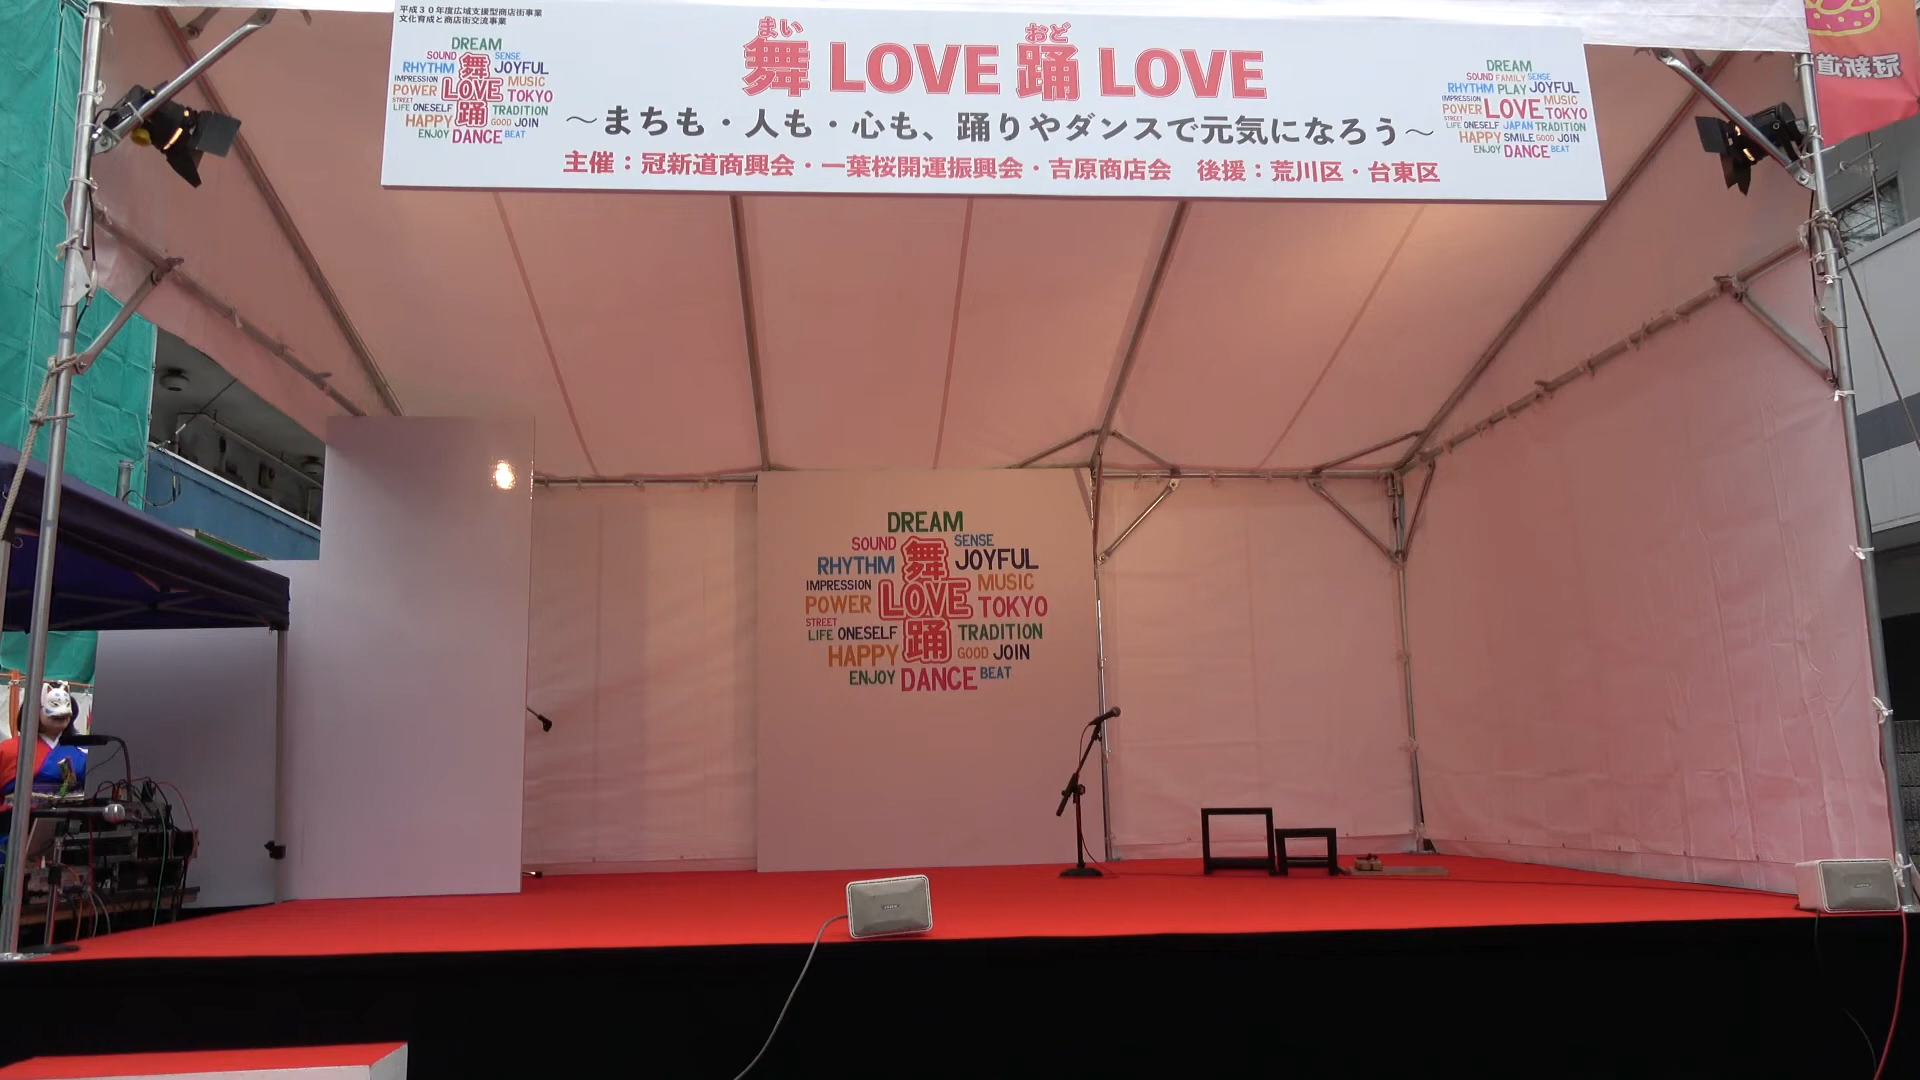 平成３０年度広域支援型商店街事業
文化育成と商店街交流事業
舞 LOVE 踊 LOVE
まい
おど
～まちも・人も・心も、踊りやダンスで元気になろう～
主催：冠新道商興会・一葉桜開運振興会・吉原商店会　後援：荒川区・台東区
DREAM
SOUND 舞 SENSE
RHYTHM JOYFUL
IMPRESSION MUSIC
POWER LOVE TOKYO
STREET
LIFE ONESELF 踊 TRADITION
HAPPY GOOD JOIN
ENJOY DANCE BEAT
DREAM
SOUND FAMILY SENSE
RHYTHM PLAY JOYFUL
IMPRESSION MUSIC
POWER LOVE TOKYO
STREET
LIFE ONESELF JAPAN TRADITION
HAPPY SMILE GOOD JOIN
ENJOY DANCE BEAT
冠新道
DREAM
SOUND 舞 SENSE
RHYTHM JOYFUL
IMPRESSION MUSIC
POWER LOVE TOKYO
STREET
LIFE ONESELF 踊 TRADITION
HAPPY GOOD JOIN
ENJOY DANCE BEAT